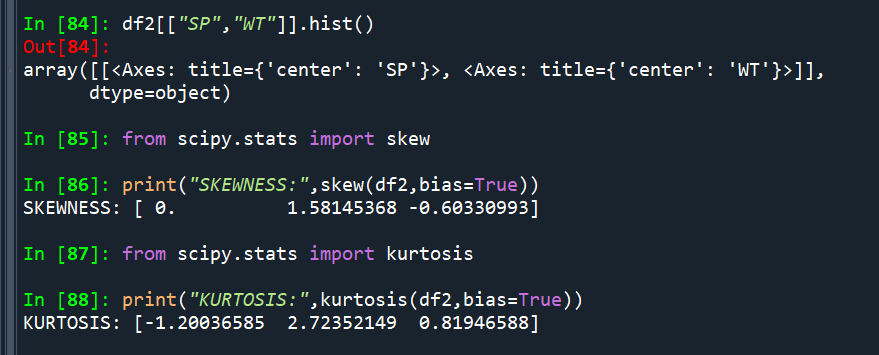 In [84]: df2[["SP","WT"]].hist()
Out[84]:
array([[<Axes: title={'center': 'SP'}>, <Axes: title={'center': 'WT'}>]],
      dtype=object)
In [85]: from scipy.stats import skew
In [86]: print("SKEWNESS:",skew(df2,bias=True))
SKEWNESS: [ 0.          1.58145368 -0.60330993]
In [87]: from scipy.stats import kurtosis
In [88]: print("KURTOSIS:",kurtosis(df2,bias=True))
KURTOSIS: [-1.20036585  2.72352149  0.81946588]